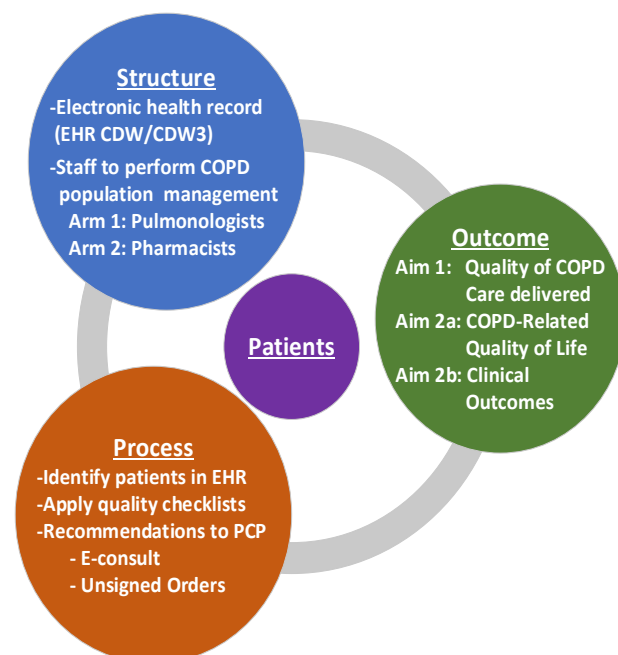 Structure
-Electronic health record
(EHR CDW/CDW3)
-Staff to perform COPD
population management
Arm 1: Pulmonologists
Arm 2: Pharmacists
Outcome
Aim 1: Quality of COPD
Care delivered
Aim 2a: COPD-Related
Quality of Life
Aim 2b: Clinical
Outcomes
Patients
Process
-Identify patients in EHR
-Apply quality checklists
-Recommendations to PCP
- E-consult
- Unsigned Orders